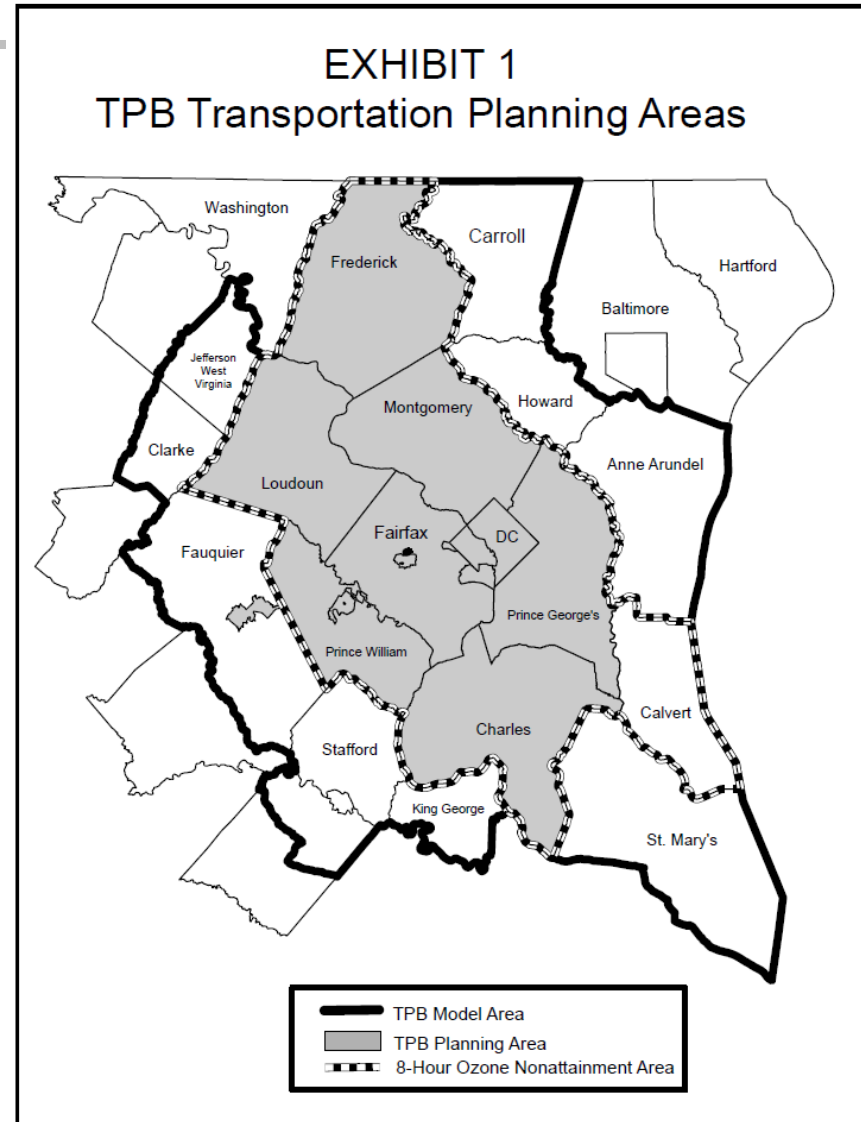 EXHIBIT 1
TPB Transportation Planning Areas
Washington
Frederick
Carroll
Hartford
Baltimore
Jefferson
West
Virginia
Howard
Montgomery
Clarke
Anne Arundel
Loudoun
Fairfax
DC
Fauquier
Prince George's
Prince William
Calvert
Charles
Stafford
King George
St. Mary's
TPB Model Area
TPB Planning Area
8-Hour Ozone Nonattainment Area